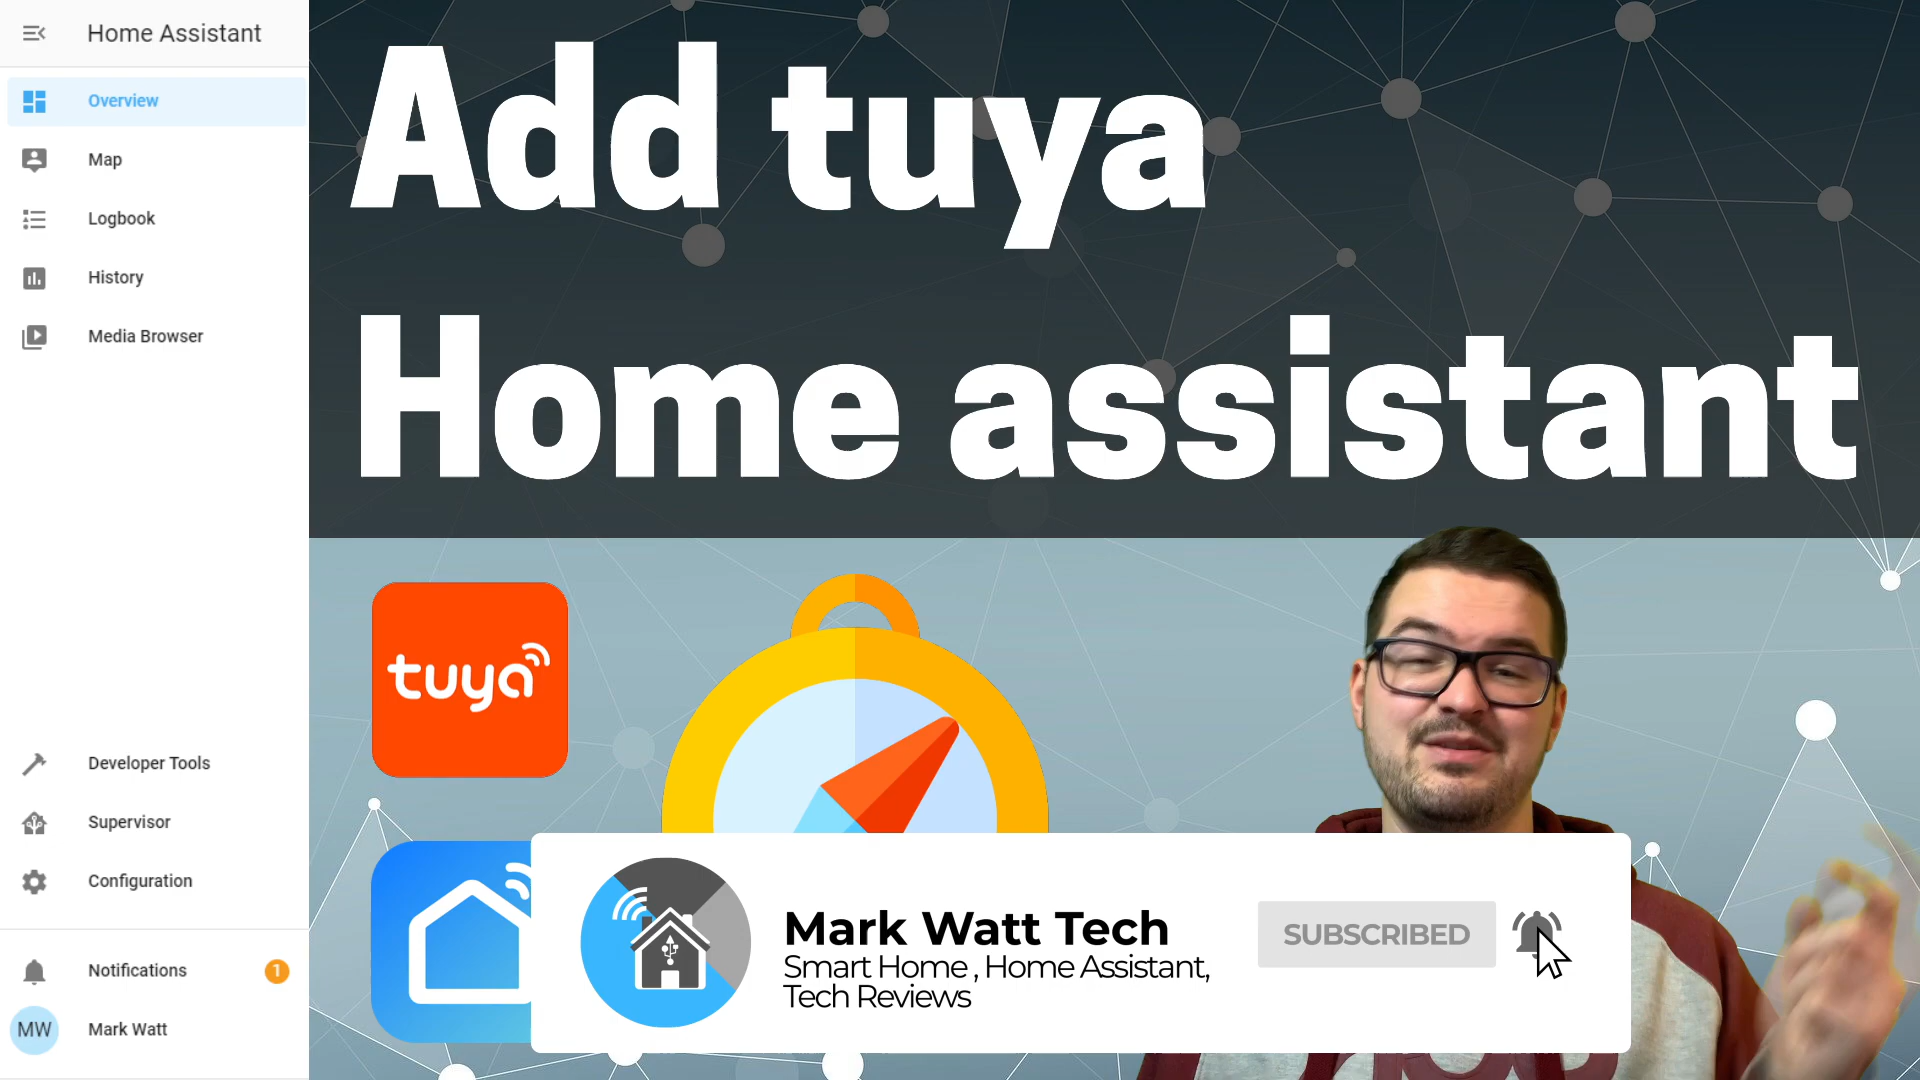 Home Assistant
Overview
Map
Logbook
History
Media Browser
Developer Tools
Supervisor
Configuration
Notifications
1
MW
Mark Watt
Add tuya
Home assistant
tuya
Mark Watt Tech
Smart Home , Home Assistant,
Tech Reviews
SUBSCRIBED